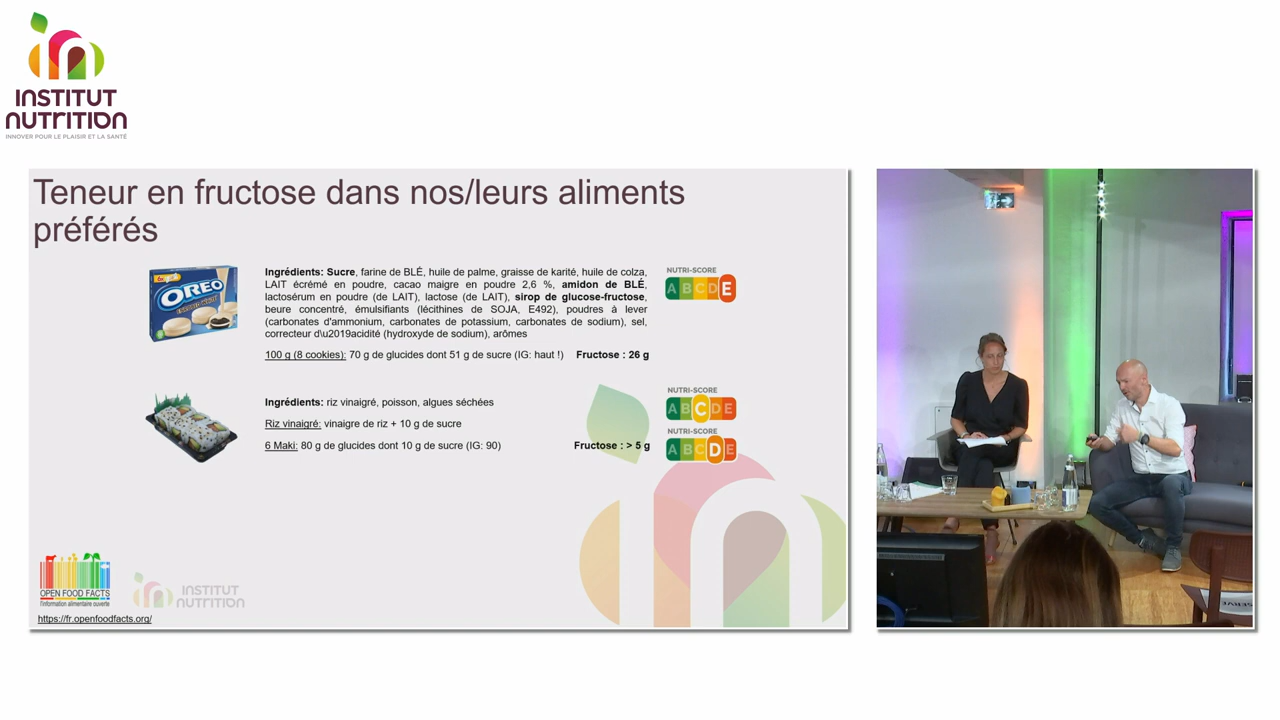 INSTITUT
NUTRITION
INNOVER POUR LE PLAISIR ET LA SANTÉ
Teneur en fructose dans nos/leurs aliments
préférés
OREO
Ingrédients: Sucre, farine de BLÉ, huile de palme, graisse de karité, huile de colza,
LAIT écrémé en poudre, cacao maigre en poudre 2,6 %, amidon de BLÉ,
lactosérum en poudre (de LAIT), lactose (de LAIT), sirop de glucose-fructose,
beure concentré, émulsifiants (lécithines de SOJA, E492), poudres à lever
(carbonates d'ammonium, carbonates de potassium, carbonates de sodium), sel,
correcteur d\u2019acidité (hydroxyde de sodium), arômes
100 g (8 cookies): 70 g de glucides dont 51 g de sucre (IG: haut !) Fructose : 26 g
NUTRI-SCORE
A B C D E
Ingrédients: riz vinaigré, poisson, algues séchées
Riz vinaigré: vinaigre de riz + 10 g de sucre
6 Maki: 80 g de glucides dont 10 g de sucre (IG: 90) Fructose : > 5 g
NUTRI-SCORE
A B C D E
NUTRI-SCORE
A B C D E
OPEN FOOD FACTS
l'information alimentaire ouverte
INSTITUT
NUTRITION
https://fr.openfoodfacts.org/